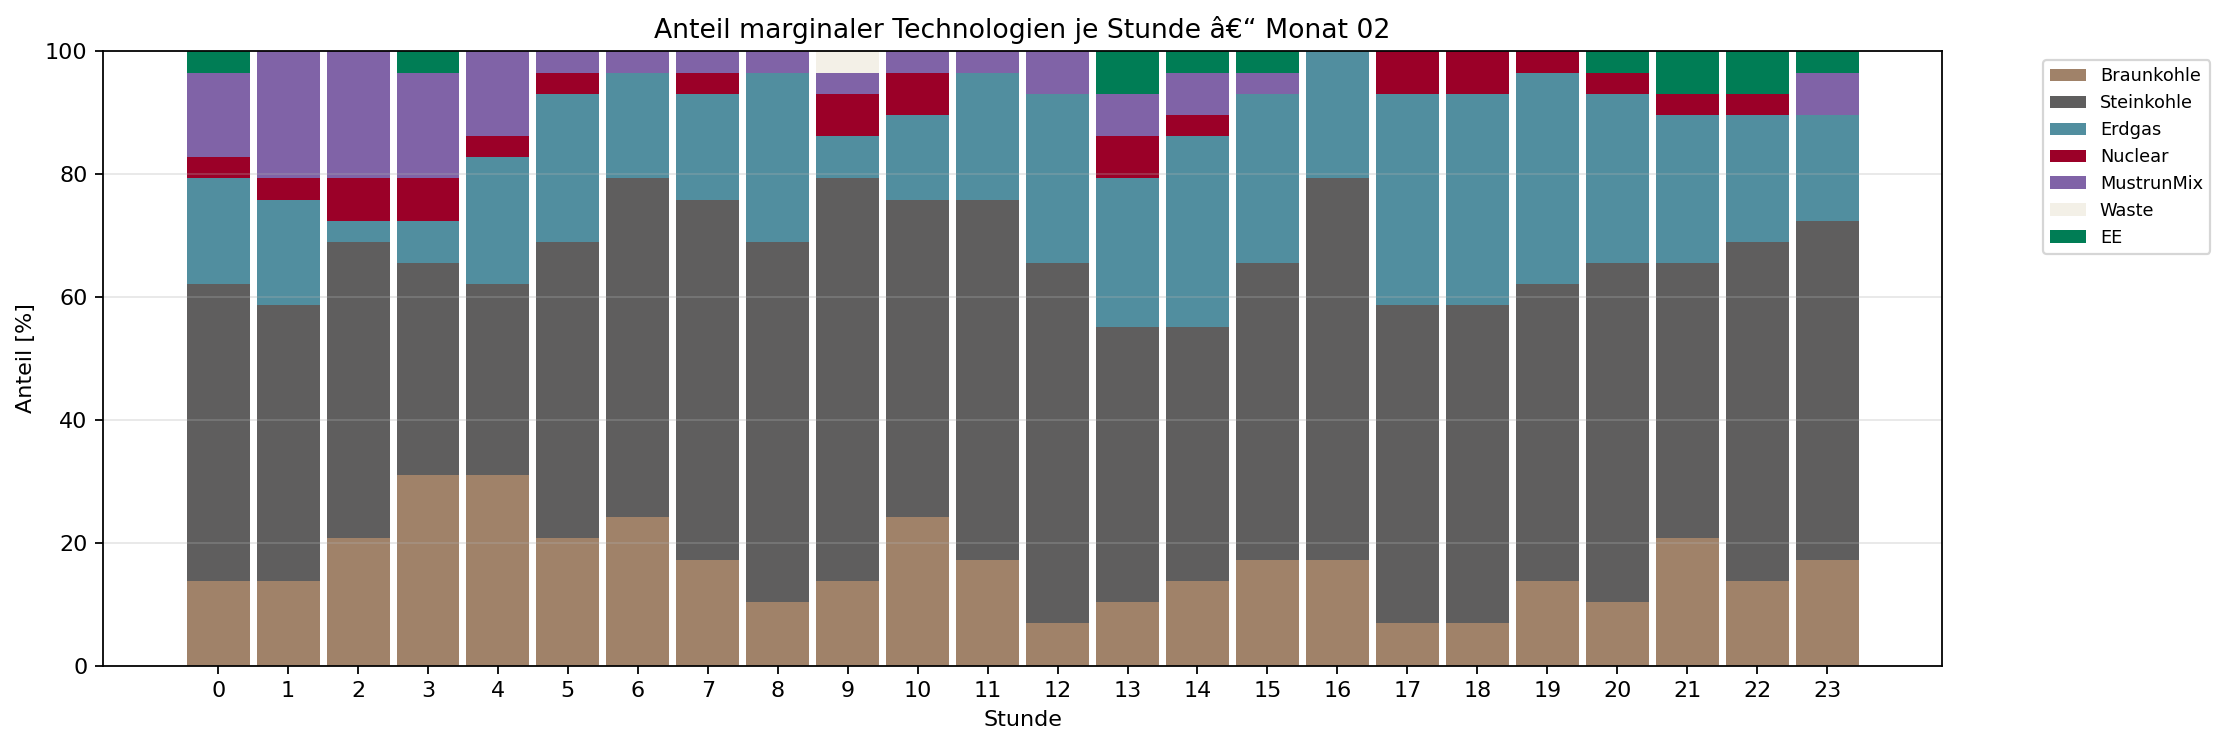 Anteil marginaler Technologien je Stunde â€“ Monat 02
Anteil [%]
100
80
60
40
20
0
0 1 2 3 4 5 6 7 8 9 10 11 12 13 14 15 16 17 18 19 20 21 22 23
Stunde
Braunkohle
Steinkohle
Erdgas
Nuclear
MustrunMix
Waste
EE